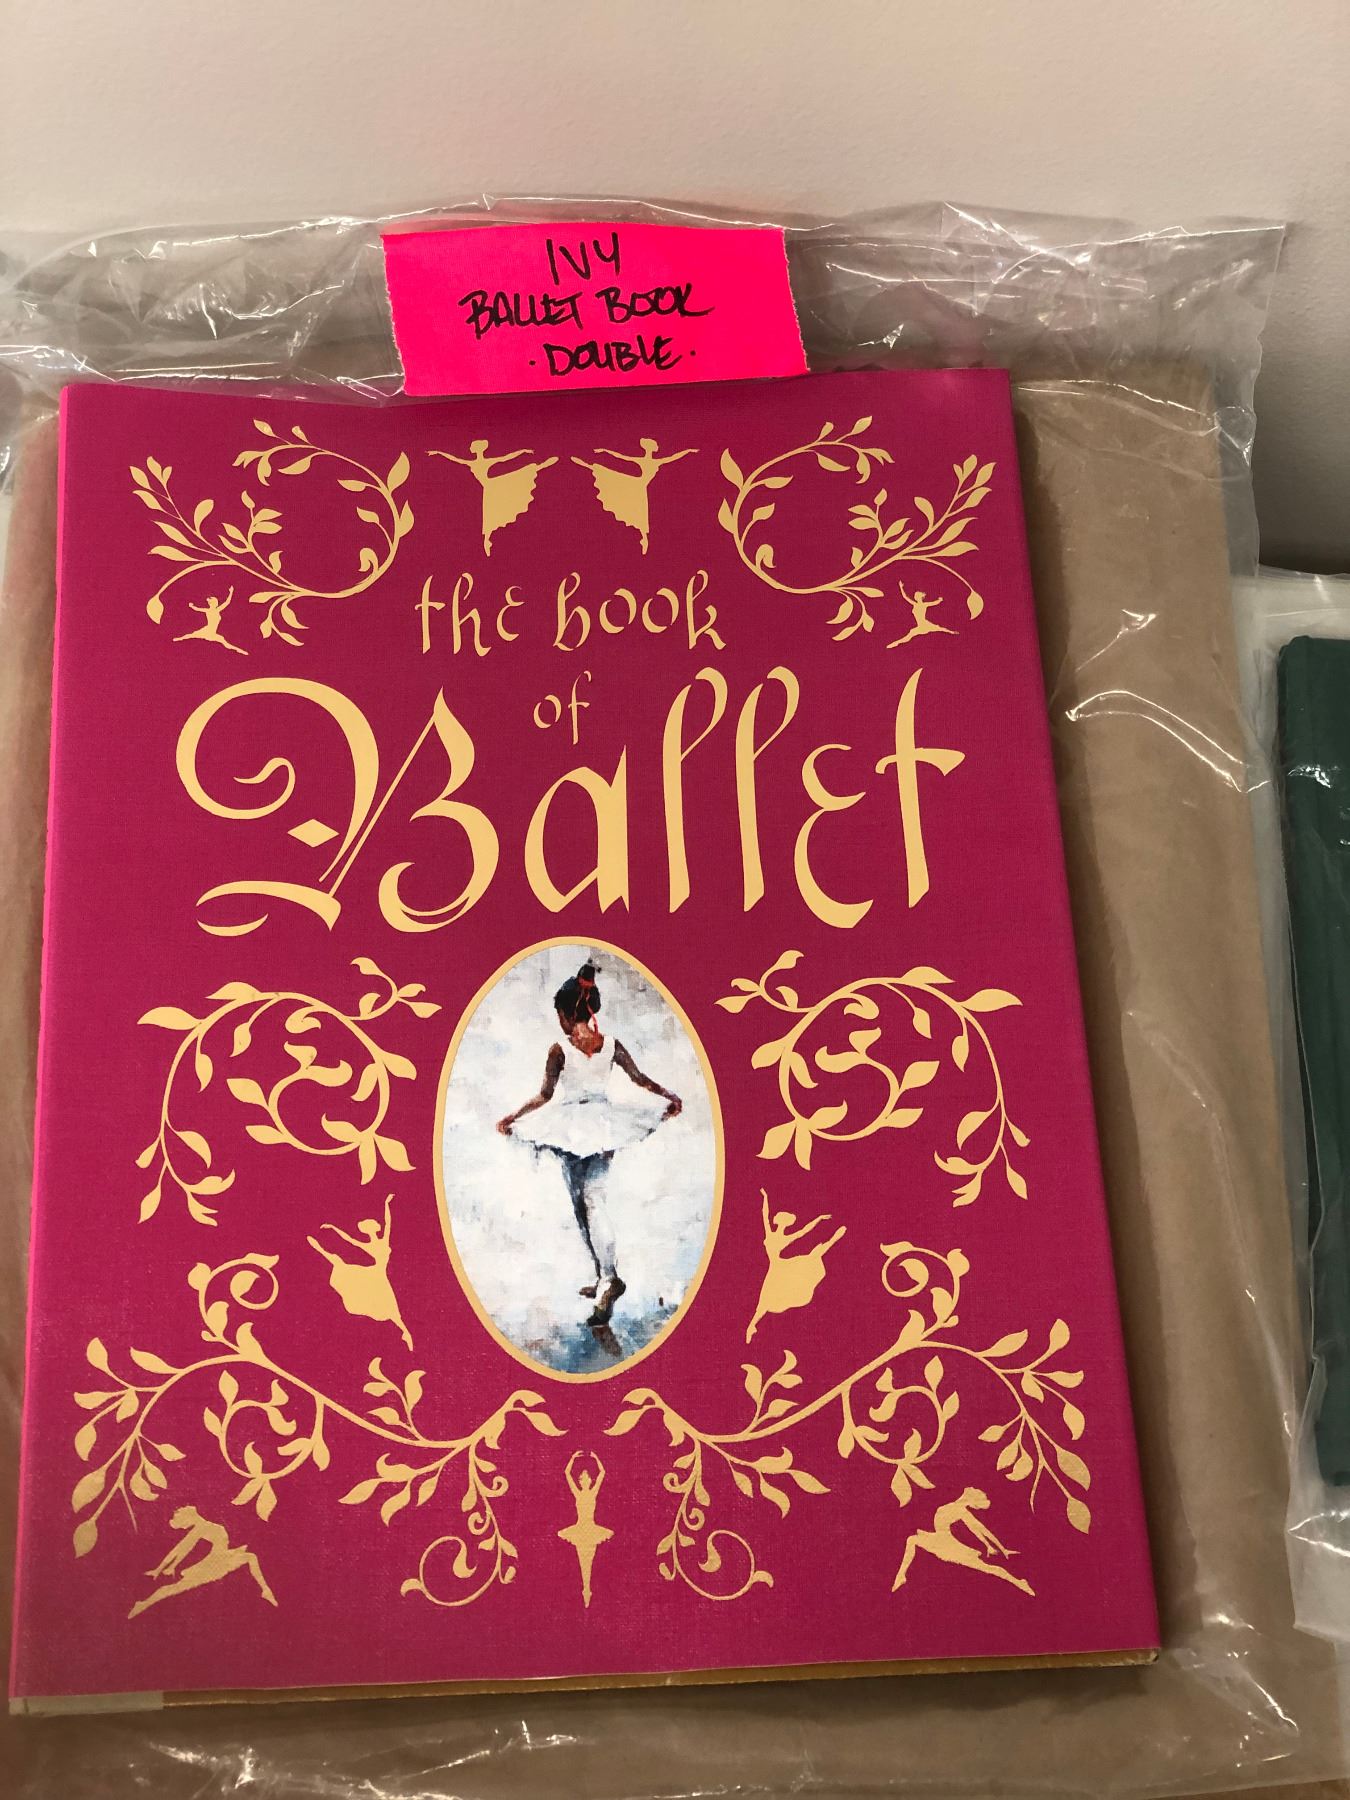 IVY
BALLET BOOK
·DOUBLE·
the book
of
Ballet